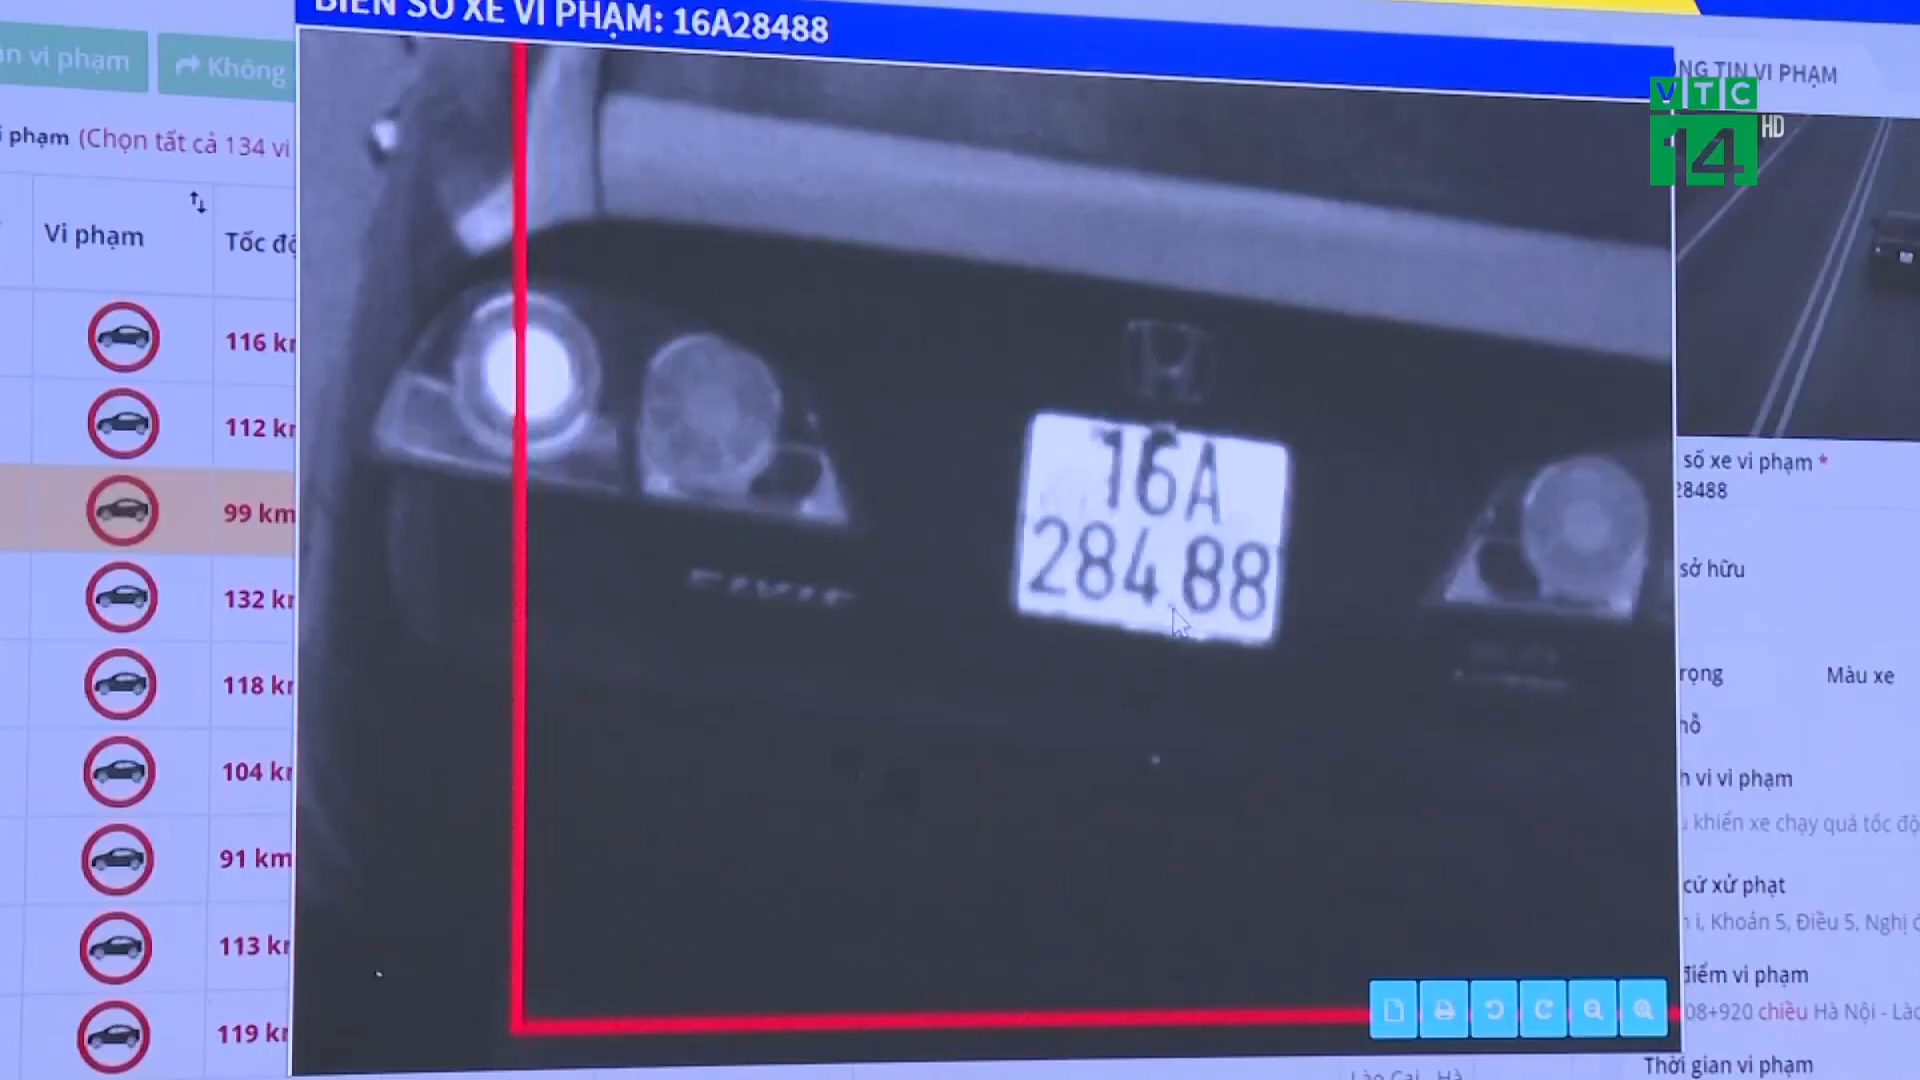 BIỂN SỐ XE VI PHẠM: 16A28488
vi phạm
Không
phạm (Chọn tất cả 134 vi
Vi phạm
Tốc độ
116
112
99 km
132
118
104
91 km
113
119
16A
284.88
CIVIC
VTC
14
HD
TIN VI PHẠM
số xe vi phạm *
28488
sở hữu
Màu xe
vi vi phạm
khiển xe chạy quá tốc độ
cứ xử phạt
i, Khoản 5, Điều 5, Nghị
điểm vi phạm
08+920 chiều Hà Nội - Lào
Thời gian vi phạm
Lào Cai - Hà